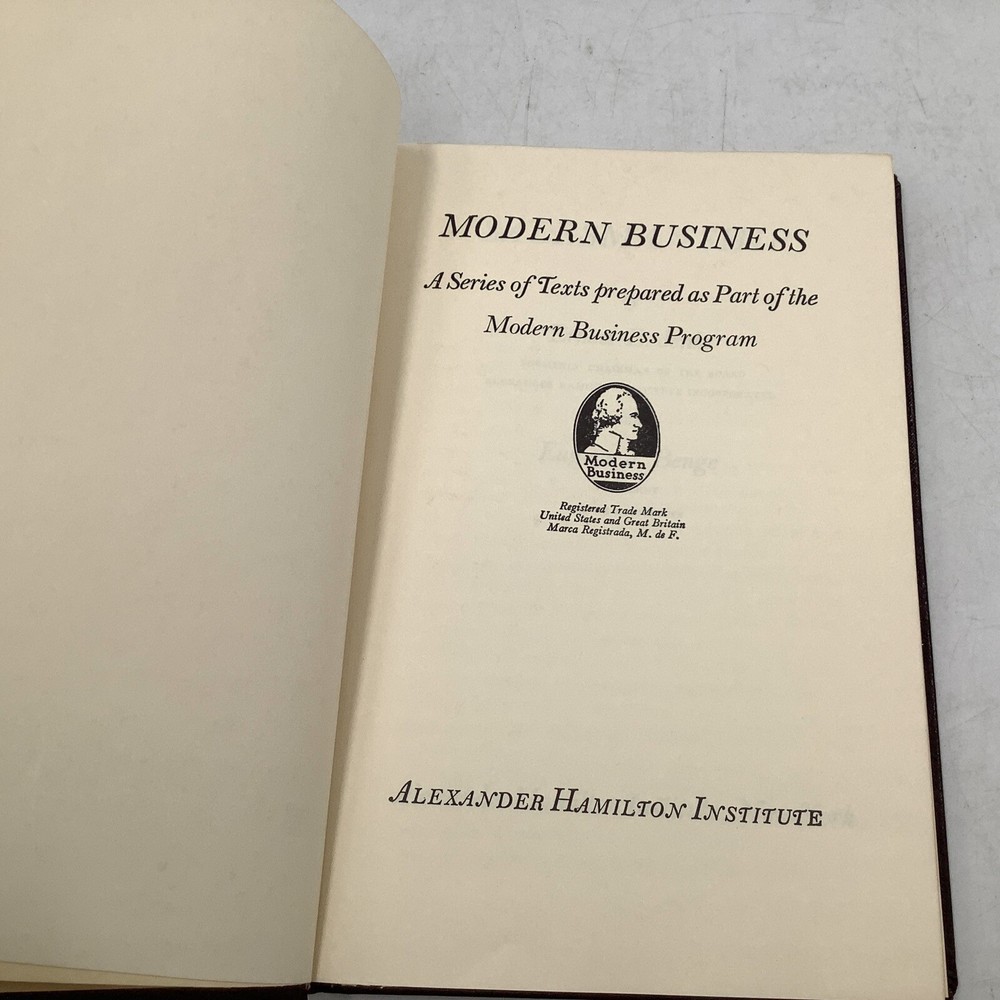 MODERN BUSINESS
A Series of Texts prepared as Part of the
Modern Business Program
Modern
Business
Registered Trade Mark
United States and Great Britain
Marca Registrada, M. de F.
ALEXANDER HAMILTON INSTITUTE